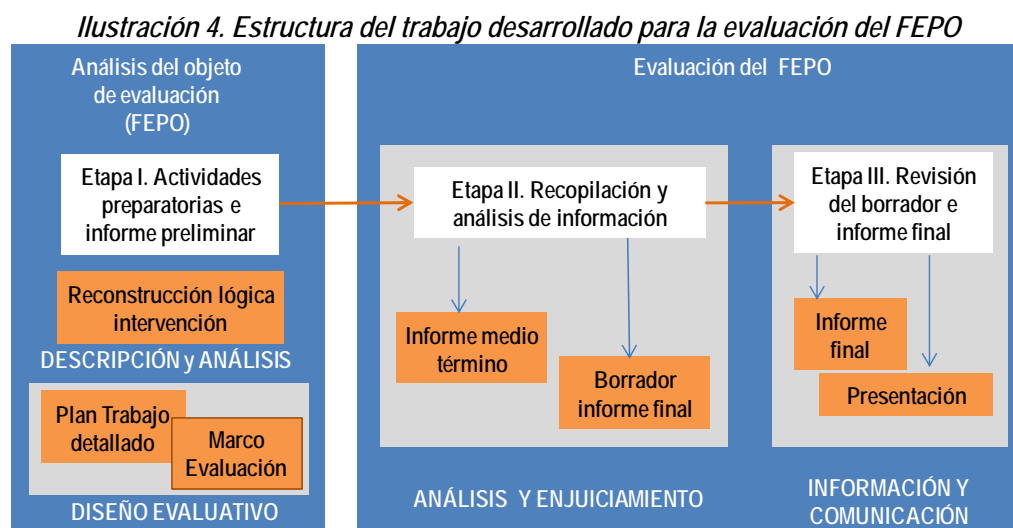 Ilustración 4. Estructura del trabajo desarrollado para la evaluación del FEPO
Análisis del objeto
de evaluación
(FEPO)
Etapa I. Actividades
preparatorias e
informe preliminar
Reconstrucción lógica
intervención
DESCRIPCIÓN y ANÁLISIS
Plan Trabajo
detallado
Marco
Evaluación
DISEÑO EVALUATIVO
Evaluación del FEPO
Etapa II. Recopilación y
análisis de información
Informe medio
término
Borrador
informe final
ANÁLISIS Y ENJUICIAMIENTO
Etapa III. Revisión
del borrador e
informe final
Informe
final
Presentación
INFORMACIÓN Y
COMUNICACIÓN